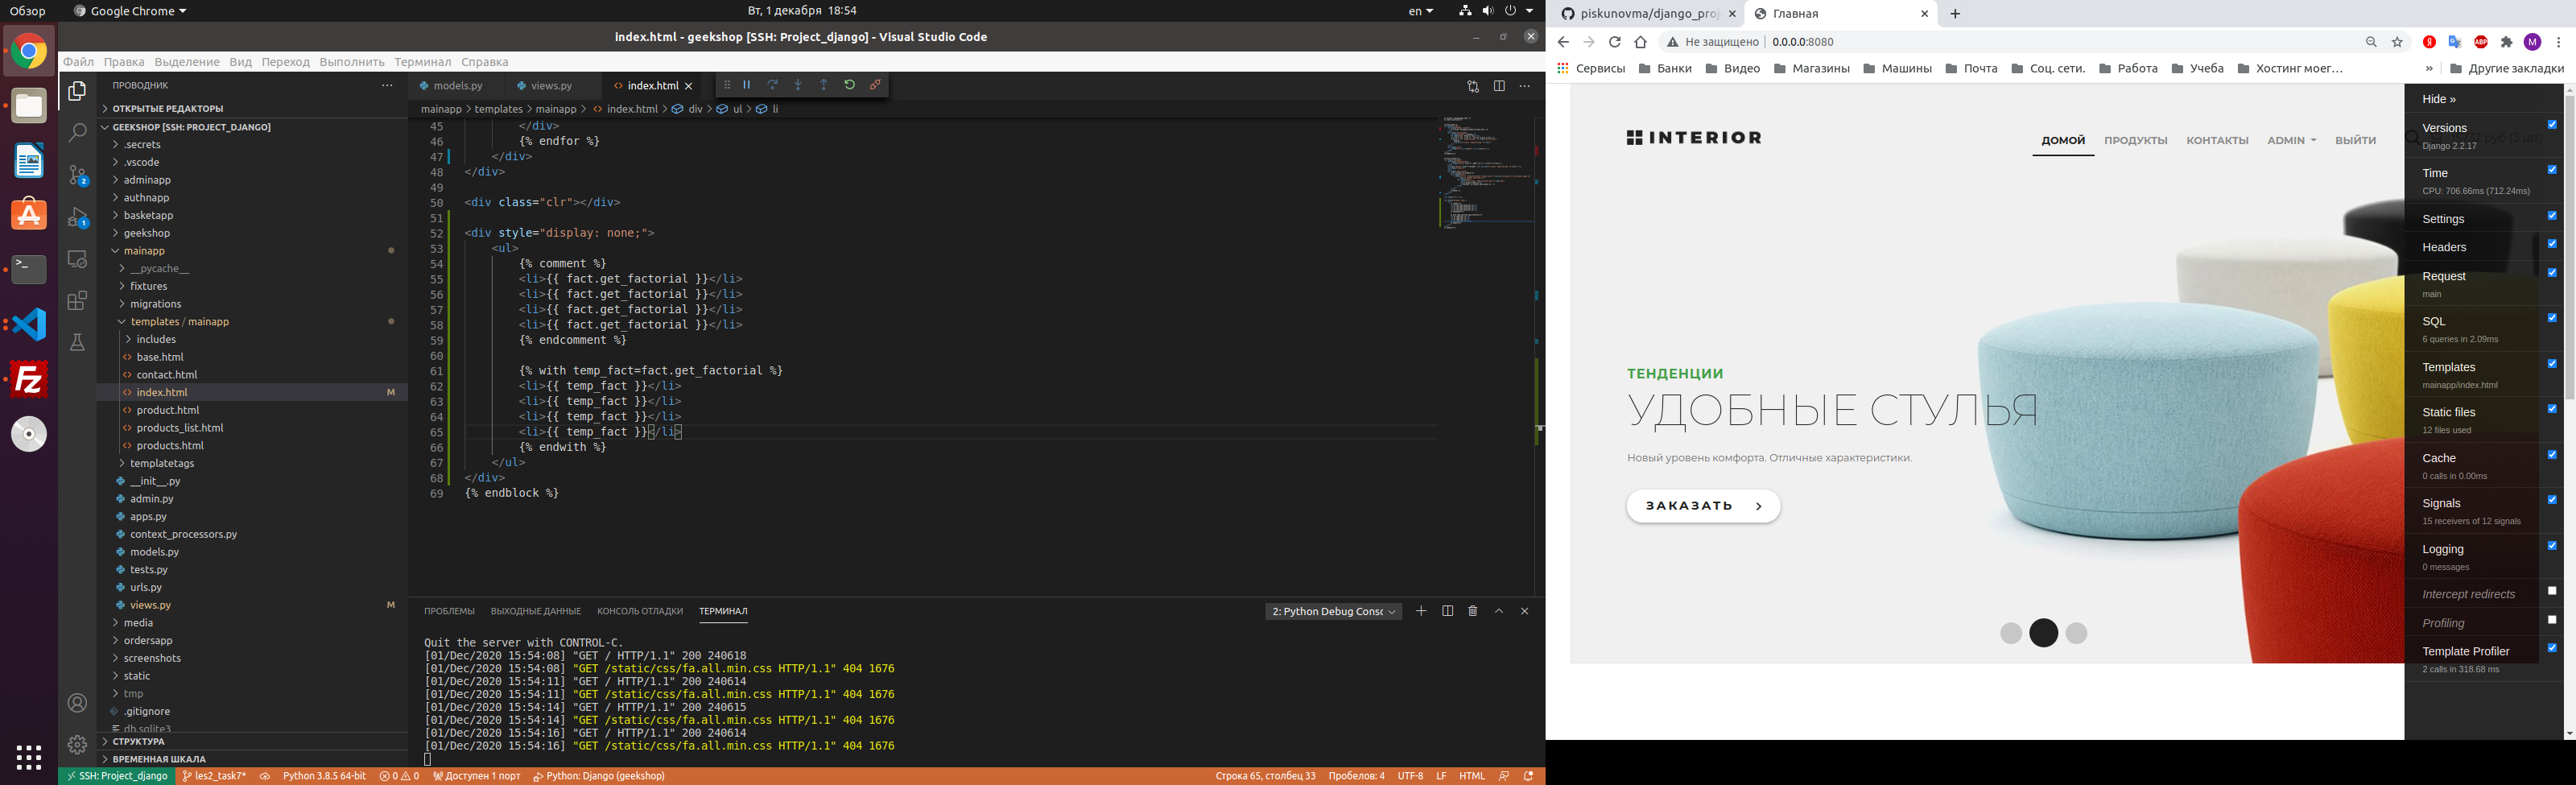 Обзор
Google Chrome
Вт, 1 декабря 18:54
en
index.html - geekshop [SSH: Project_django] - Visual Studio Code
Файл Правка Выделение Вид Переход Выполнить Терминал Справка
ПРОВОДНИК
ОТКРЫТЫЕ РЕДАКТОРЫ
GEEKSHOP [SSH: PROJECT_DJANGO]
.secrets
.vscode
adminapp
authnapp
basketapp
geekshop
mainapp
__pycache__
fixtures
migrations
templates / mainapp
includes
base.html
contact.html
index.html M
product.html
products_list.html
products.html
templatetags
__init__.py
admin.py
apps.py
context_processors.py
models.py
tests.py
urls.py
views.py M
media
ordersapp
screenshots
static
tmp
.gitignore
db.sqlite3
СТРУКТУРА
ВРЕМЕННАЯ ШКАЛА
2
1
models.py views.py index.html
mainapp > templates > mainapp > index.html > div > ul > li
45 </div>
46 {% endfor %}
47 </div>
48 </div>
49
50 <div class="clr"></div>
51
52 <div style="display: none;">
53 <ul>
54 {% comment %}
55 <li>{{ fact.get_factorial }}</li>
56 <li>{{ fact.get_factorial }}</li>
57 <li>{{ fact.get_factorial }}</li>
58 <li>{{ fact.get_factorial }}</li>
59 {% endcomment %}
60
61 {% with temp_fact=fact.get_factorial %}
62 <li>{{ temp_fact }}</li>
63 <li>{{ temp_fact }}</li>
64 <li>{{ temp_fact }}</li>
65 <li>{{ temp_fact }}</li>
66 {% endwith %}
67 </ul>
68 </div>
69 {% endblock %}
ПРОБЛЕМЫ ВЫХОДНЫЕ ДАННЫЕ КОНСОЛЬ ОТЛАДКИ ТЕРМИНАЛ
2: Python Debug Consc
Quit the server with CONTROL-C.
[01/Dec/2020 15:54:08] "GET / HTTP/1.1" 200 240618
[01/Dec/2020 15:54:08] "GET /static/css/fa.all.min.css HTTP/1.1" 404 1676
[01/Dec/2020 15:54:11] "GET / HTTP/1.1" 200 240614
[01/Dec/2020 15:54:11] "GET /static/css/fa.all.min.css HTTP/1.1" 404 1676
[01/Dec/2020 15:54:14] "GET / HTTP/1.1" 200 240615
[01/Dec/2020 15:54:14] "GET /static/css/fa.all.min.css HTTP/1.1" 404 1676
[01/Dec/2020 15:54:16] "GET / HTTP/1.1" 200 240614
[01/Dec/2020 15:54:16] "GET /static/css/fa.all.min.css HTTP/1.1" 404 1676
SSH: Project_django les2_task7* Python 3.8.5 64-bit 0 0 Доступен 1 порт Python: Django (geekshop)
Строка 65, столбец 33 Пробелов: 4 UTF-8 LF HTML
piskunovma/django_proj
Главная
Не защищено | 0.0.0.0:8080
ABP
M
Сервисы Банки Видео Магазины Машины Почта Соц. сети. Работа Учеба Хостинг моег… » Другие закладки
INTERIOR
ДОМОЙ ПРОДУКТЫ КОНТАКТЫ ADMIN ВЫЙТИ
руб (3 шт)
ТЕНДЕНЦИИ
УДОБНЫЕ СТУЛЬЯ
Новый уровень комфорта. Отличные характеристики.
ЗАКАЗАТЬ
Hide »
Versions
Django 2.2.17
Time
CPU: 706.66ms (712.24ms)
Settings
Headers
Request
main
SQL
6 queries in 2.09ms
Templates
mainapp/index.html
Static files
12 files used
Cache
0 calls in 0.00ms
Signals
15 receivers of 12 signals
Logging
0 messages
Intercept redirects
Profiling
Template Profiler
2 calls in 318.68 ms